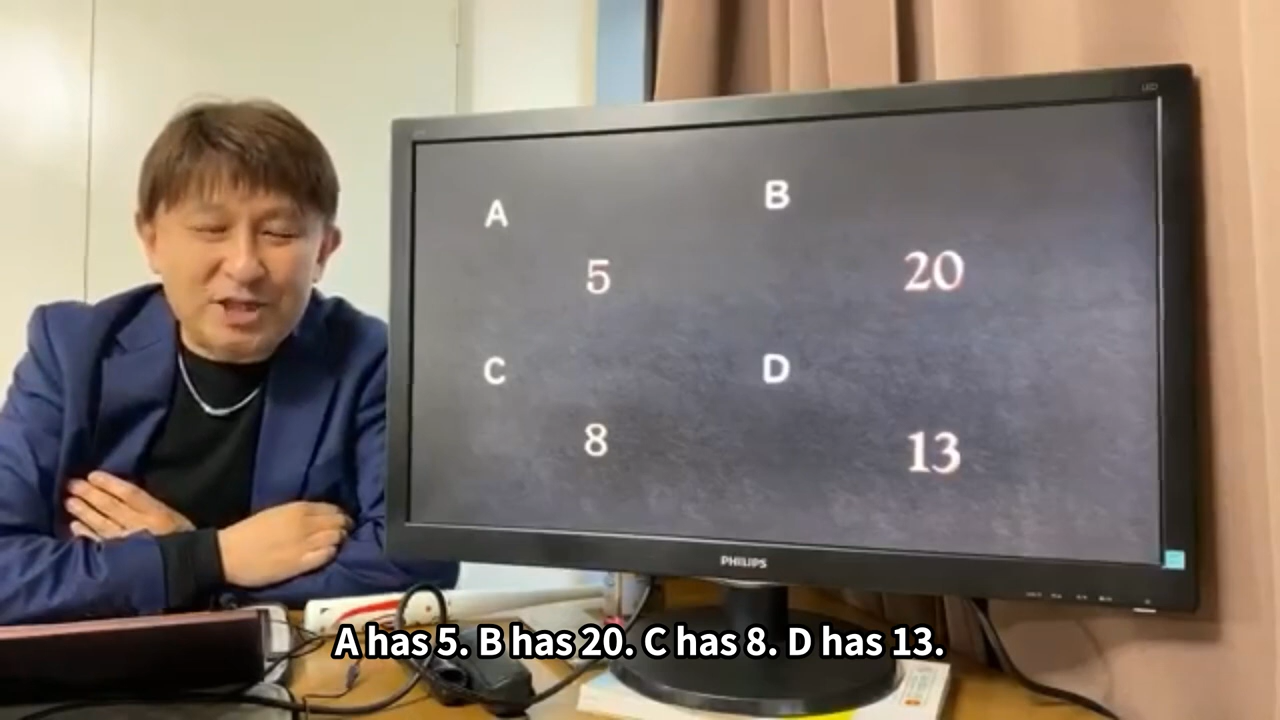 A
B
5
20
C
D
8
13
PHILIPS
A has 5. B has 20. C has 8. D has 13.